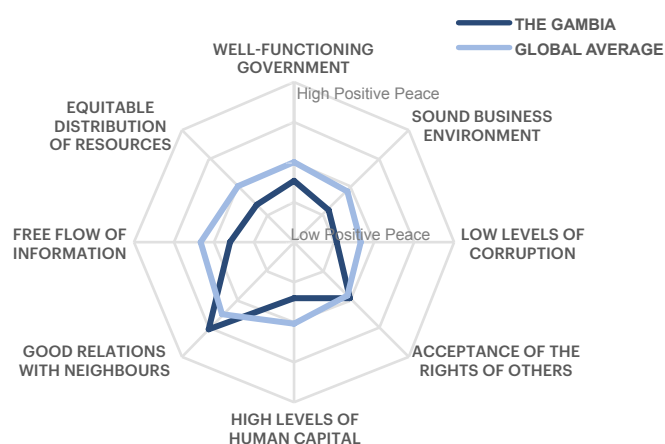 THE GAMBIA
GLOBAL AVERAGE
WELL-FUNCTIONING
GOVERNMENT
High Positive Peace
EQUITABLE
DISTRIBUTION
OF RESOURCES
SOUND BUSINESS
ENVIRONMENT
FREE FLOW OF
INFORMATION
Low Positive Peace
LOW LEVELS OF
CORRUPTION
GOOD RELATIONS
WITH NEIGHBOURS
ACCEPTANCE OF THE
RIGHTS OF OTHERS
HIGH LEVELS OF
HUMAN CAPITAL